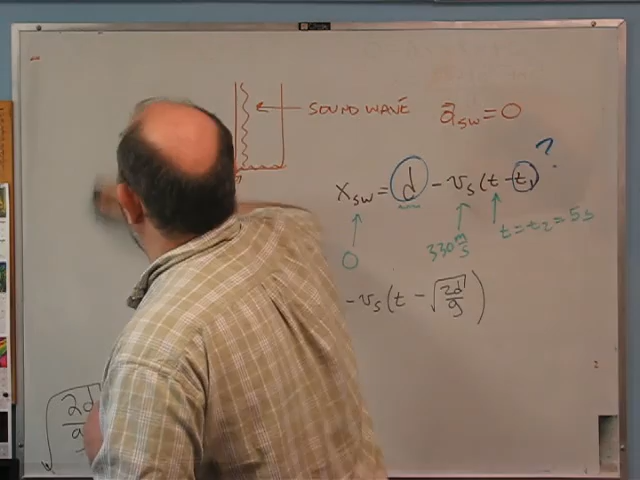 SOUND WAVE a_sw = 0
x_sw = d - v_s (t - t_1) ?
0 330 m/s t = t_2 = 5s
- v_s (t - √(2d/g))
√(2d/g